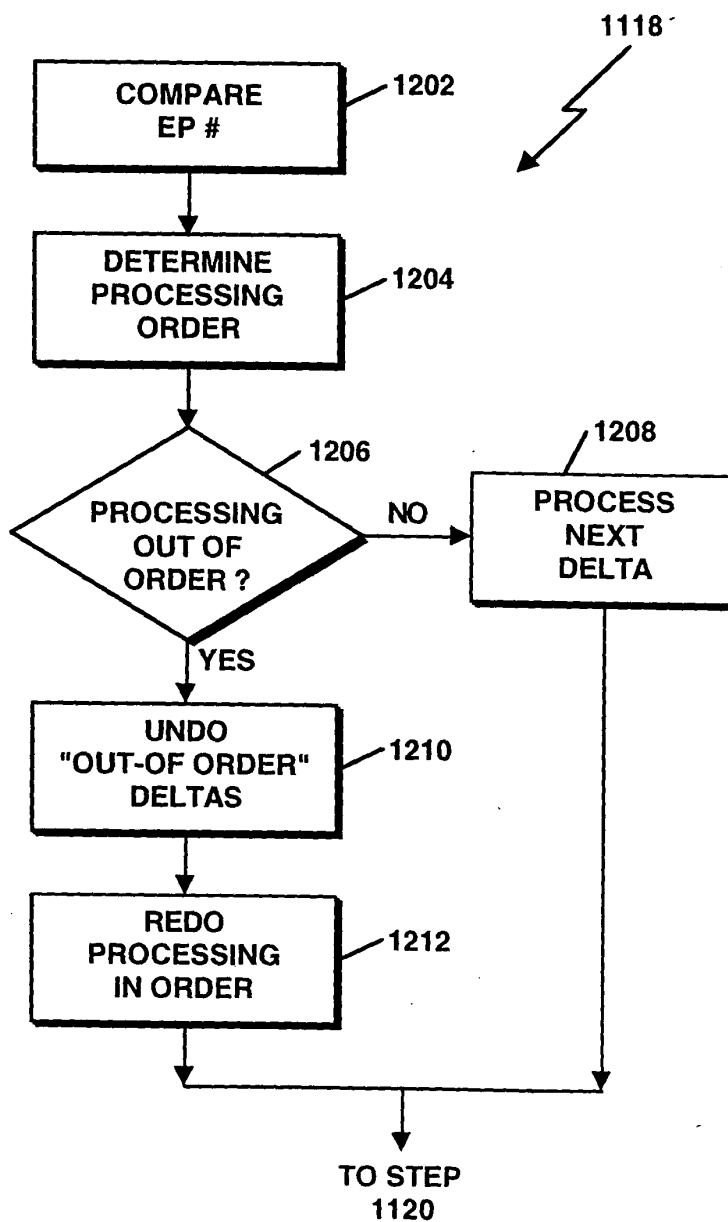 1118
COMPARE
EP #
1202
DETERMINE
PROCESSING
ORDER
1204
PROCESSING
OUT OF
ORDER ?
1206
NO
1208
PROCESS
NEXT
DELTA
YES
UNDO
"OUT-OF ORDER"
DELTAS
1210
REDO
PROCESSING
IN ORDER
1212
TO STEP
1120